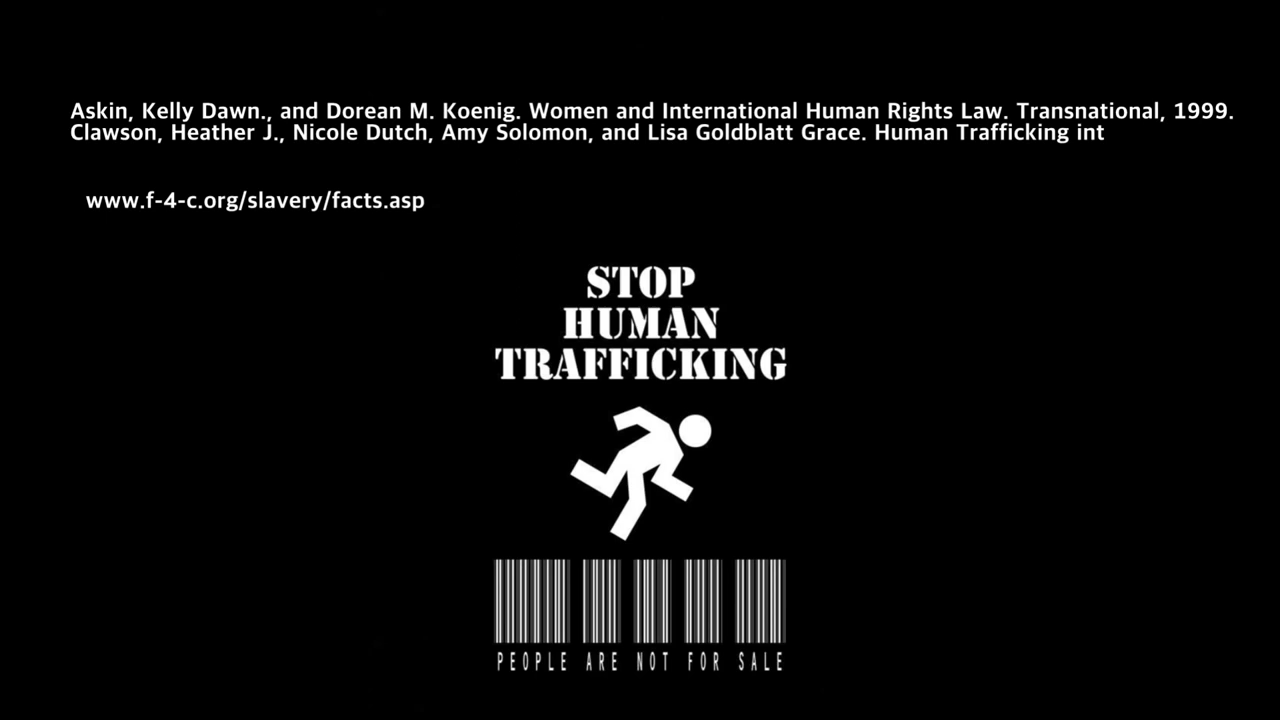 Askin, Kelly Dawn., and Dorean M. Koenig. Women and International Human Rights Law. Transnational, 1999.
Clawson, Heather J., Nicole Dutch, Amy Solomon, and Lisa Goldblatt Grace. Human Trafficking int
www.f-4-c.org/slavery/facts.asp
STOP
HUMAN
TRAFFICKING
PEOPLE ARE NOT FOR SALE